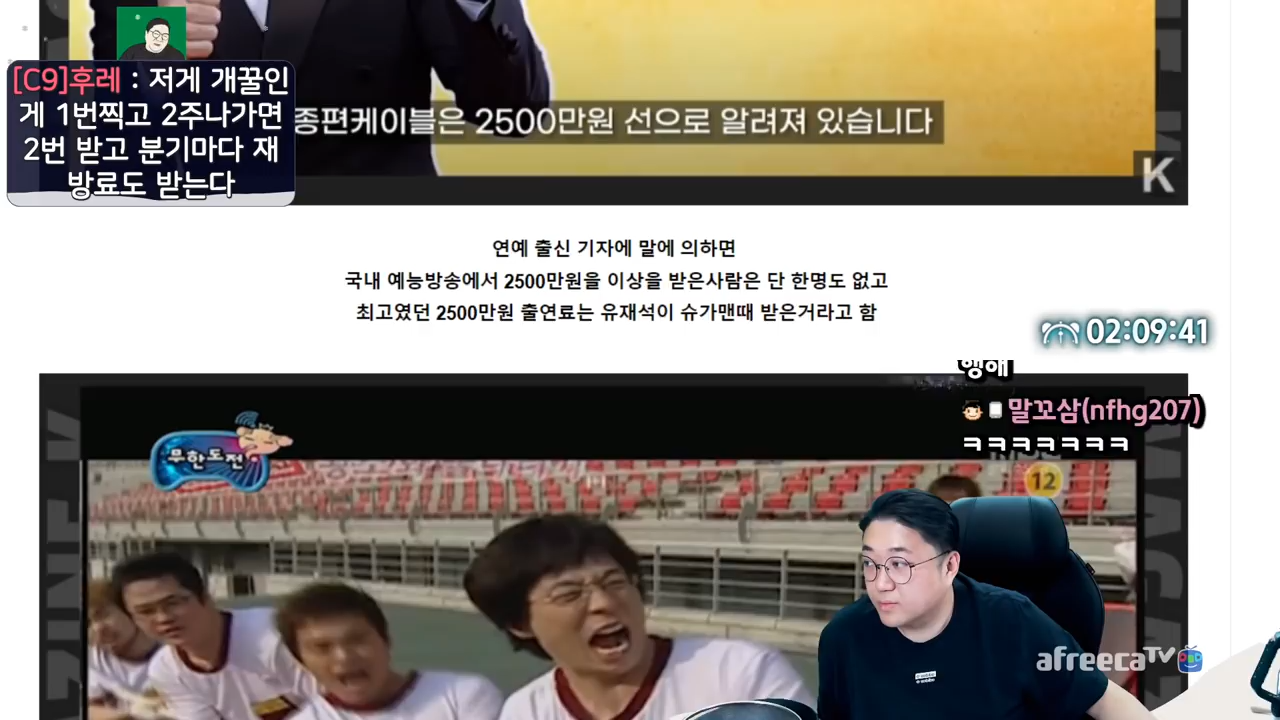 [C9]후레 : 저게 개꿀인
게 1번찍고 2주나가면
2번 받고 분기마다 재
방료도 받는다
종편케이블은 2500만원 선으로 알려져 있습니다
K
연예 출신 기자에 말에 의하면
국내 예능방송에서 2500만원을 이상을 받은사람은 단 한명도 없고
최고였던 2500만원 출연료는 유재석이 슈가맨때 받은거라고 함
02:09:41
행해
말꼬삼(nfhg207)
ㅋㅋㅋㅋㅋㅋㅋ
무한도전
12
afreecaTV